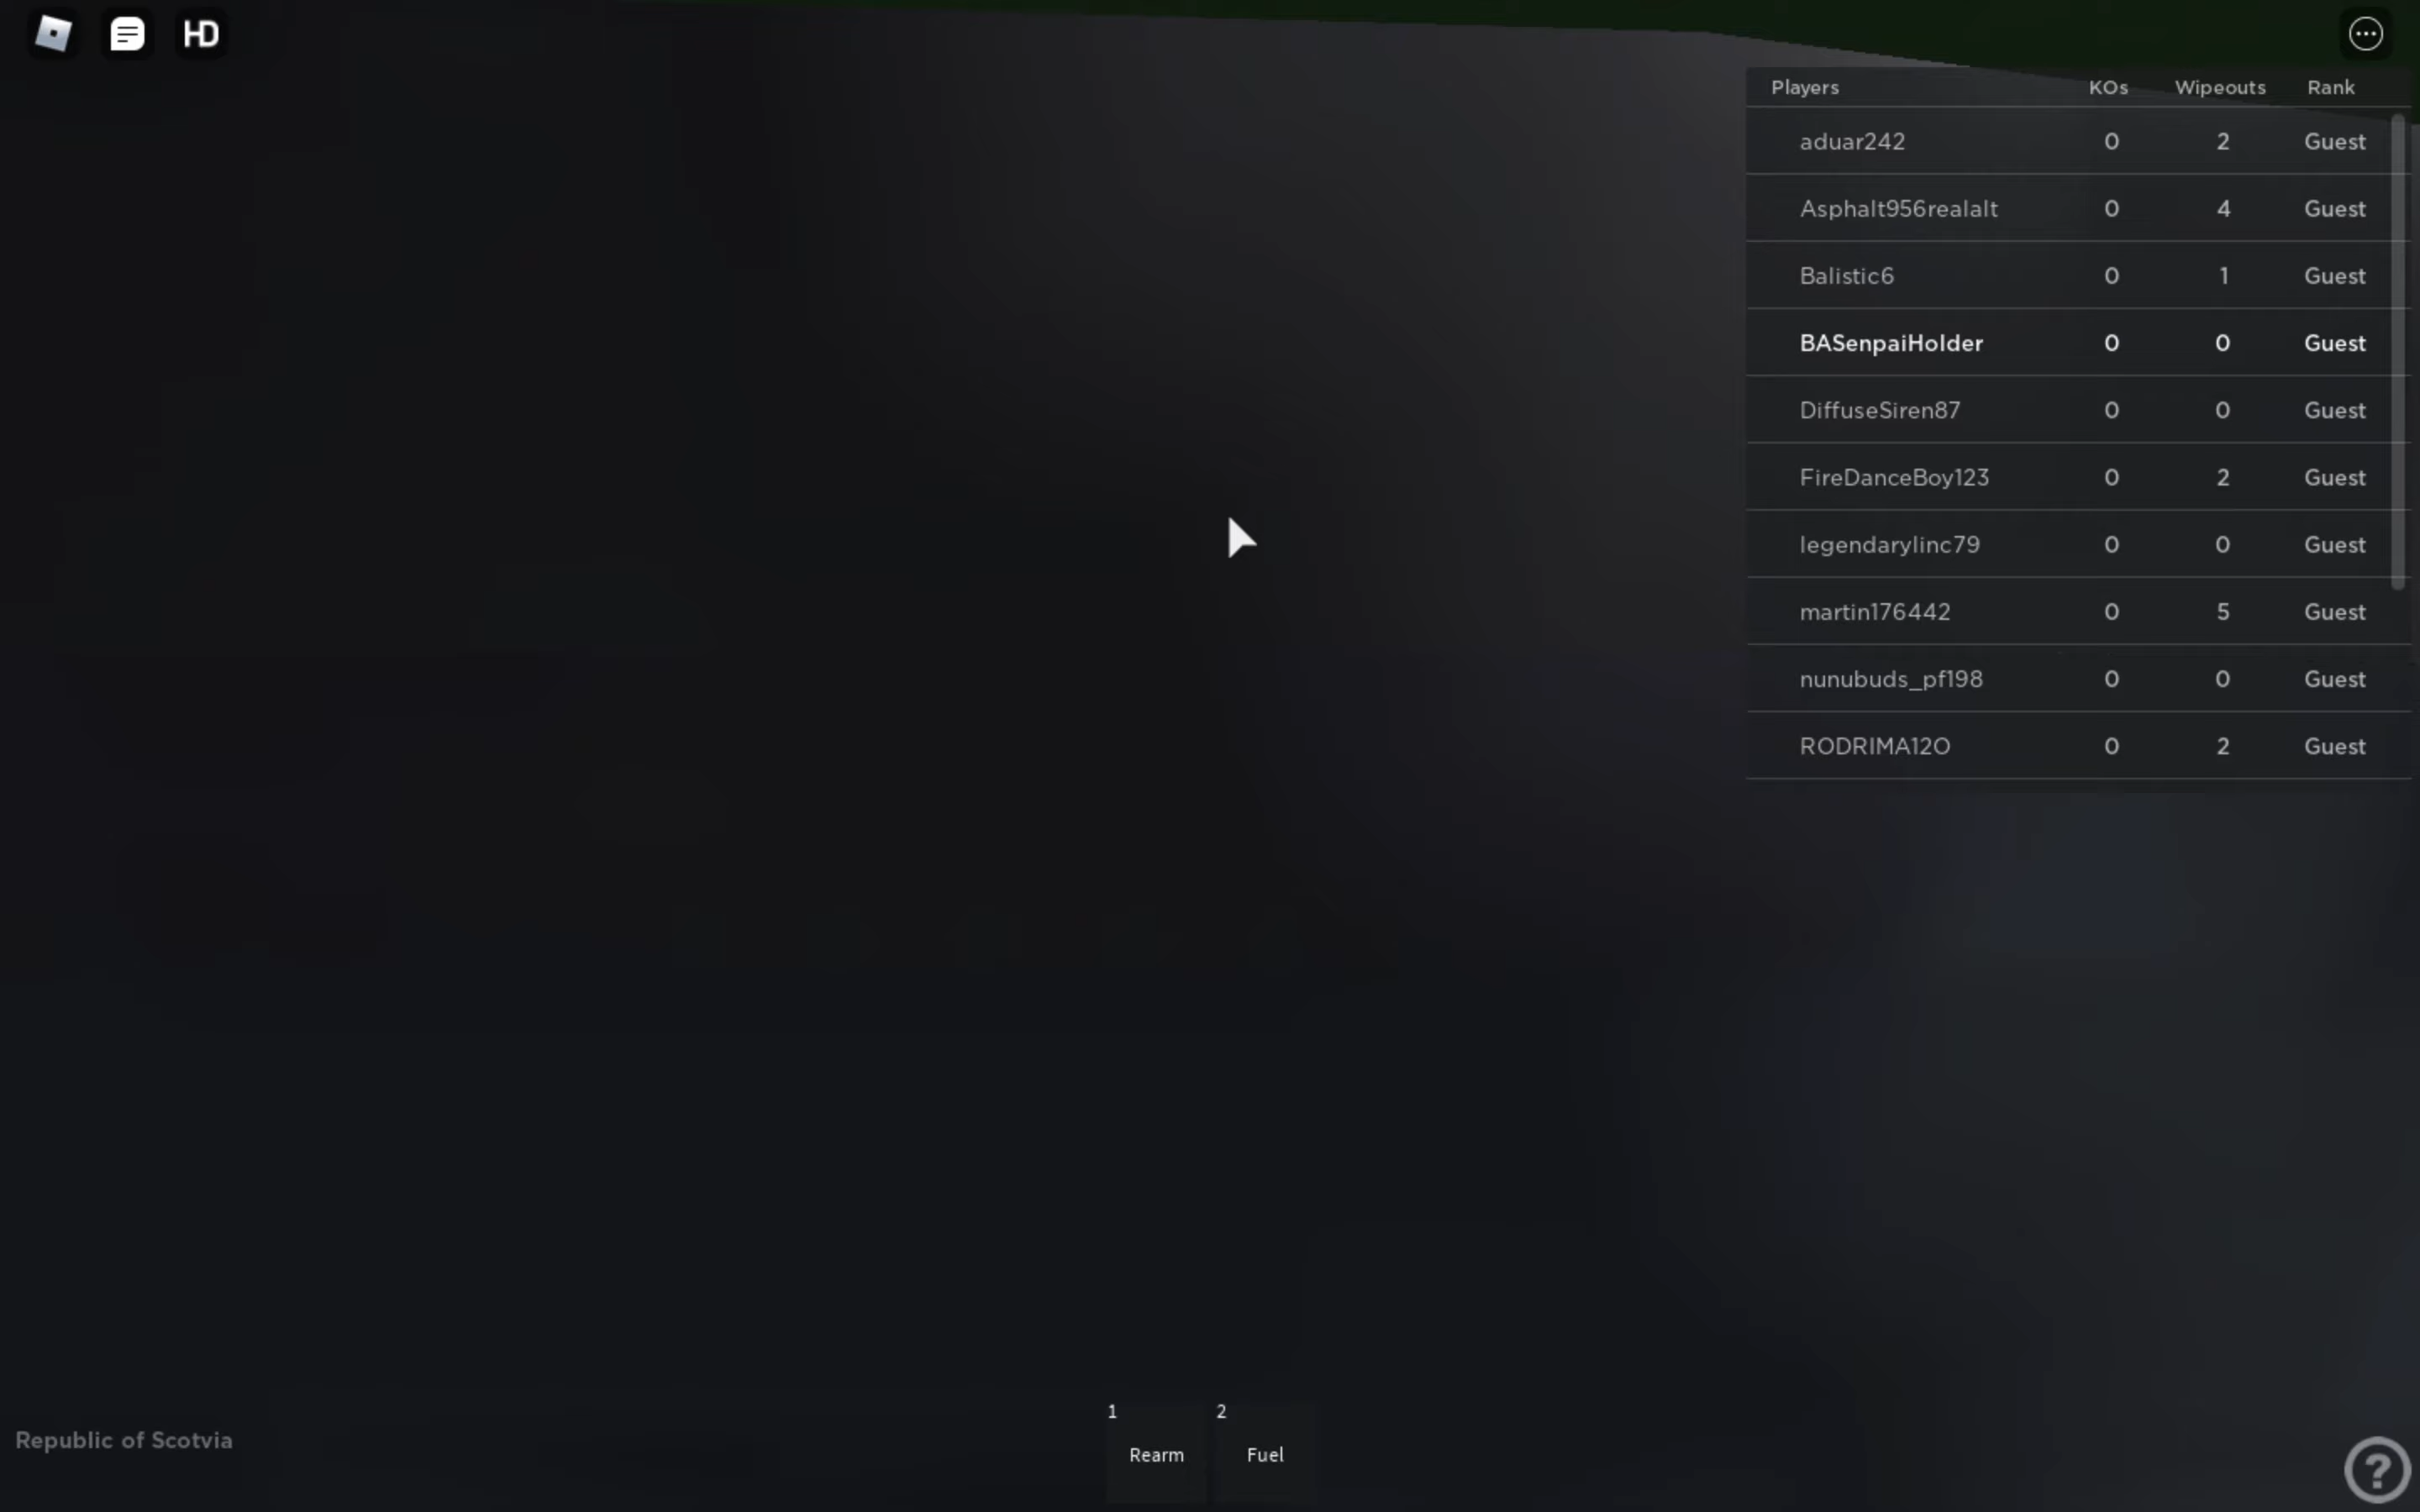 HD
Players KOs Wipeouts Rank
aduar242 0 2 Guest
Asphalt956realalt 0 4 Guest
Balistic6 0 1 Guest
BASenpaiHolder 0 0 Guest
DiffuseSiren87 0 0 Guest
FireDanceBoy123 0 2 Guest
legendarylinc79 0 0 Guest
martin176442 0 5 Guest
nunubuds_pf198 0 0 Guest
RODRIMA12O 0 2 Guest
1 2
Rearm Fuel
Republic of Scotvia
?